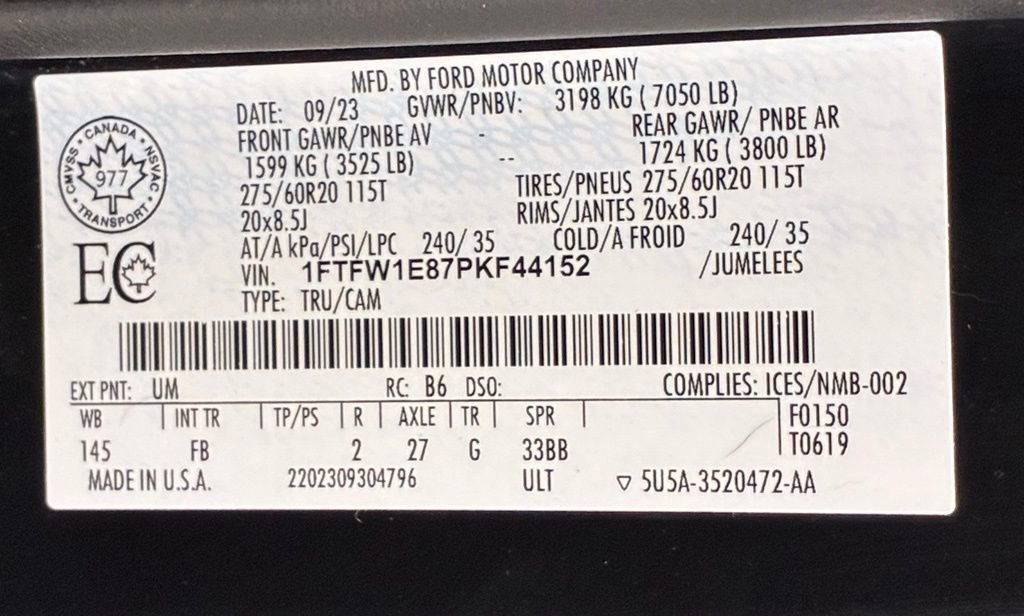 MFD. BY FORD MOTOR COMPANY
DATE: 09/23 GVWR/PNBV: 3198 KG ( 7050 LB)
FRONT GAWR/PNBE AV - REAR GAWR/ PNBE AR
1599 KG ( 3525 LB) -- 1724 KG ( 3800 LB)
275/60R20 115T TIRES/PNEUS 275/60R20 115T
20x8.5J RIMS/JANTES 20x8.5J
AT/A kPa/PSI/LPC 240/ 35 COLD/A FROID 240/ 35
VIN. 1FTFW1E87PKF44152 /JUMELEES
TYPE: TRU/CAM
CANADA
CMVSS • NSVAC
977
• TRANSPORT •
EC
EXT PNT: UM RC: B6 DSO: COMPLIES: ICES/NMB-002
WB | INT TR | TP/PS | R | AXLE | TR | SPR | F0150
145 FB 2 27 G 33BB T0619
MADE IN U.S.A. 2202309304796 ULT ▽ 5U5A-3520472-AA